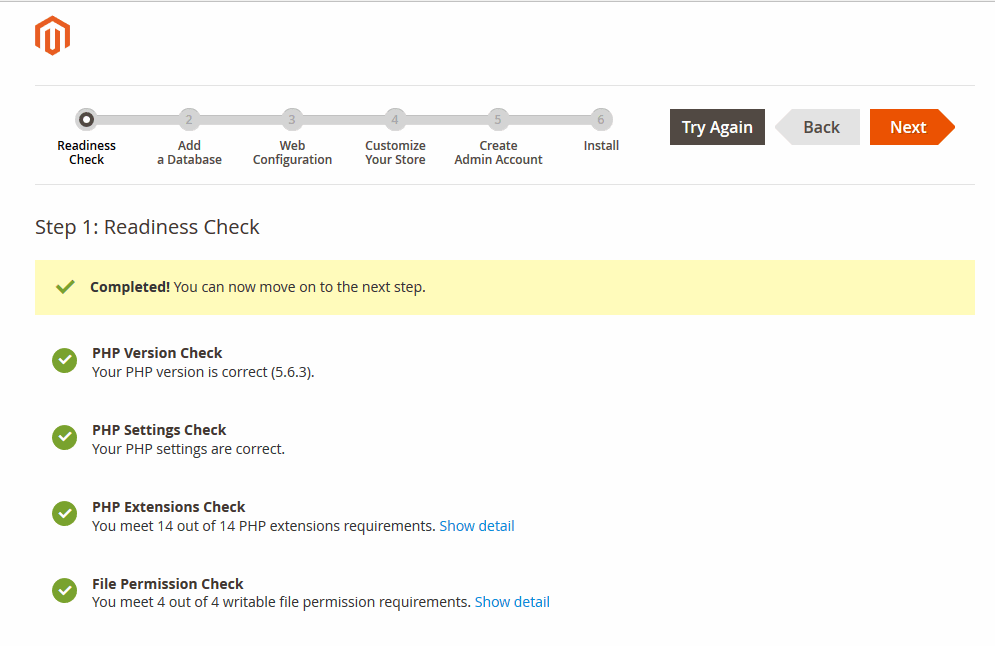 2
3
4
5
6
Readiness
Check
Add
a Database
Web
Configuration
Customize
Your Store
Create
Admin Account
Install
Try Again
Back
Next
Step 1: Readiness Check
Completed! You can now move on to the next step.
PHP Version Check
Your PHP version is correct (5.6.3).
PHP Settings Check
Your PHP settings are correct.
PHP Extensions Check
You meet 14 out of 14 PHP extensions requirements. Show detail
File Permission Check
You meet 4 out of 4 writable file permission requirements. Show detail